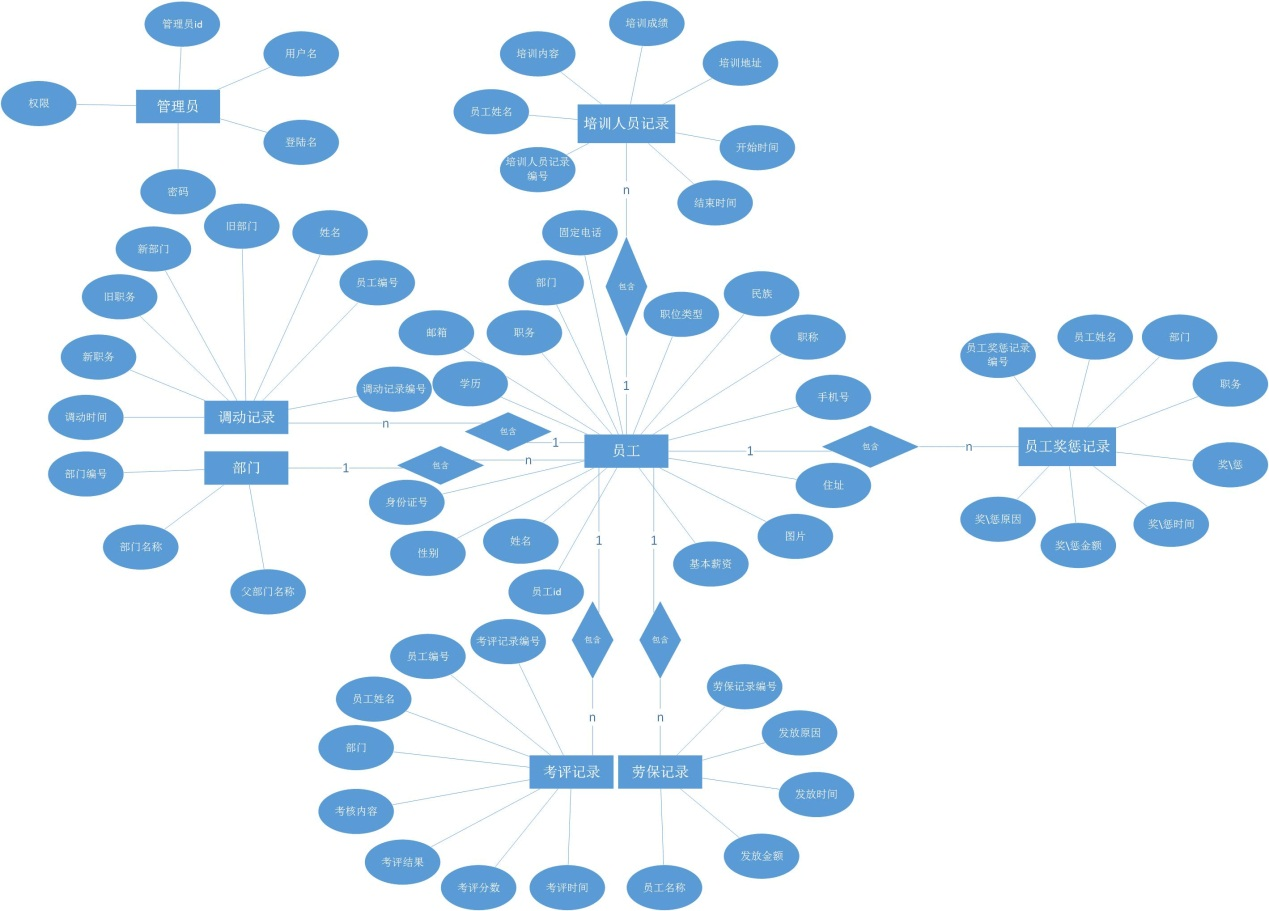 管理员id
用户名
权限
管理员
登陆名
密码
培训成绩
培训内容
培训地址
员工姓名
培训人员记录
开始时间
培训人员记录
编号
结束时间
n
包含
1
旧部门
姓名
新部门
员工编号
旧职务
新职务
调动记录编号
调动时间
调动记录
n
包含
1
部门编号
部门
1
包含
n
部门名称
父部门名称
固定电话
部门
职位类型
民族
邮箱
职务
职称
学历
手机号
员工
身份证号
住址
性别
姓名
图片
基本薪资
员工id
1
包含
n
员工奖惩记录
编号
员工姓名
部门
职务
员工奖惩记录
奖\惩
奖\惩原因
奖\惩时间
奖\惩金额
1
1
包含
包含
n
n
考评记录编号
员工编号
员工姓名
部门
考评记录
考核内容
考评结果
考评分数
考评时间
劳保记录编号
发放原因
劳保记录
发放时间
发放金额
员工名称